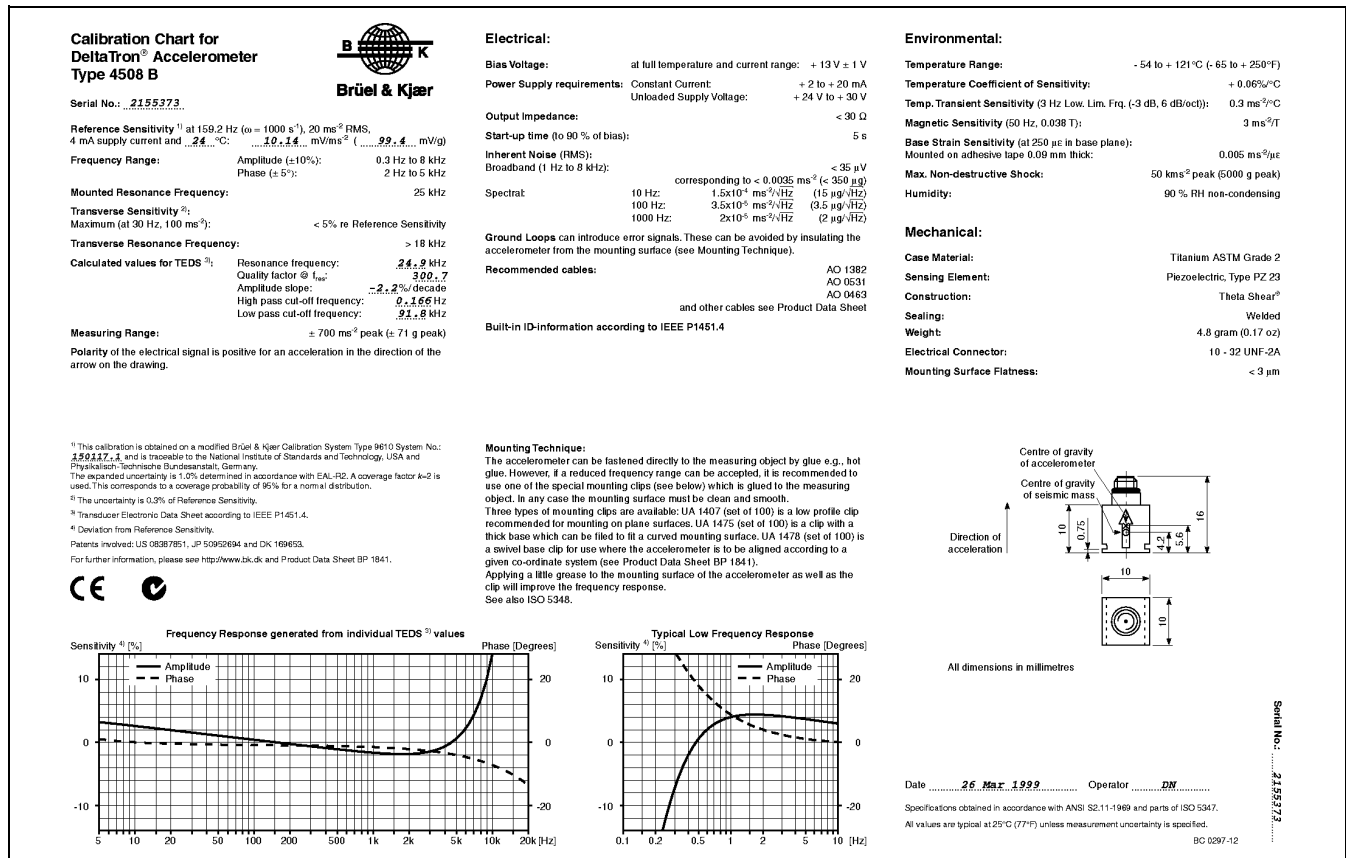 Calibration Chart for
DeltaTron® Accelerometer
Type 4508 B
B K
Brüel & Kjær
Serial No.: 2155373
Reference Sensitivity 1) at 159.2 Hz (ω = 1000 s-1), 20 ms-2 RMS,
4 mA supply current and 24 °C: 10.14 mV/ms-2 ( 99.4 mV/g)
Frequency Range: Amplitude (±10%): 0.3 Hz to 8 kHz
Phase (± 5°): 2 Hz to 5 kHz
Mounted Resonance Frequency: 25 kHz
Transverse Sensitivity 2):
Maximum (at 30 Hz, 100 ms-2): < 5% re Reference Sensitivity
Transverse Resonance Frequency: > 18 kHz
Calculated values for TEDS 3): Resonance frequency: 24.9 kHz
Quality factor @ fres: 300.7
Amplitude slope: -2.2 %/decade
High pass cut-off frequency: 0.166 Hz
Low pass cut-off frequency: 91.8 kHz
Measuring Range: ± 700 ms-2 peak (± 71 g peak)
Polarity of the electrical signal is positive for an acceleration in the direction of the
arrow on the drawing.
1) This calibration is obtained on a modified Brüel & Kjær Calibration System Type 9610 System No.:
150117.1 and is traceable to the National Institute of Standards and Technology, USA and
Physikalisch-Technische Bundesanstalt, Germany.
The expanded uncertainty is 1.0% determined in accordance with EAL-R2. A coverage factor k=2 is
used. This corresponds to a coverage probability of 95% for a normal distribution.
2) The uncertainty is 0.3% of Reference Sensitivity.
3) Transducer Electronic Data Sheet according to IEEE P1451.4.
4) Deviation from Reference Sensitivity.
Patents involved: US 08387851, JP 50952694 and DK 169653.
For further information, please see http://www.bk.dk and Product Data Sheet BP 1841.
CE
Electrical:
Bias Voltage: at full temperature and current range: + 13 V ± 1 V
Power Supply requirements: Constant Current: + 2 to + 20 mA
Unloaded Supply Voltage: + 24 V to + 30 V
Output Impedance: < 30 Ω
Start-up time (to 90 % of bias): 5 s
Inherent Noise (RMS):
Broadband (1 Hz to 8 kHz): < 35 µV
corresponding to < 0.0035 ms-2 (< 350 µg)
Spectral: 10 Hz: 1.5x10-4 ms-2/√Hz (15 µg/√Hz)
100 Hz: 3.5x10-5 ms-2/√Hz (3.5 µg/√Hz)
1000 Hz: 2x10-5 ms-2/√Hz (2 µg/√Hz)
Ground Loops can introduce error signals. These can be avoided by insulating the
accelerometer from the mounting surface (see Mounting Technique).
Recommended cables: AO 1382
AO 0531
AO 0463
and other cables see Product Data Sheet
Built-in ID-information according to IEEE P1451.4
Mounting Technique:
The accelerometer can be fastened directly to the measuring object by glue e.g., hot
glue. However, if a reduced frequency range can be accepted, it is recommended to
use one of the special mounting clips (see below) which is glued to the measuring
object. In any case the mounting surface must be clean and smooth.
Three types of mounting clips are available: UA 1407 (set of 100) is a low profile clip
recommended for mounting on plane surfaces. UA 1475 (set of 100) is a clip with a
thick base which can be filed to fit a curved mounting surface. UA 1478 (set of 100) is
a swivel base clip for use where the accelerometer is to be aligned according to a
given co-ordinate system (see Product Data Sheet BP 1841).
Applying a little grease to the mounting surface of the accelerometer as well as the
clip will improve the frequency response.
See also ISO 5348.
Environmental:
Temperature Range: - 54 to + 121°C (- 65 to + 250°F)
Temperature Coefficient of Sensitivity: + 0.06%/°C
Temp. Transient Sensitivity (3 Hz Low. Lim. Frq. (-3 dB, 6 dB/oct)): 0.3 ms-2/°C
Magnetic Sensitivity (50 Hz, 0.038 T): 3 ms-2/T
Base Strain Sensitivity (at 250 µε in base plane):
Mounted on adhesive tape 0.09 mm thick: 0.005 ms-2/µε
Max. Non-destructive Shock: 50 kms-2 peak (5000 g peak)
Humidity: 90 % RH non-condensing
Mechanical:
Case Material: Titanium ASTM Grade 2
Sensing Element: Piezoelectric, Type PZ 23
Construction: Theta Shear®
Sealing: Welded
Weight: 4.8 gram (0.17 oz)
Electrical Connector: 10 - 32 UNF-2A
Mounting Surface Flatness: < 3 µm
Centre of gravity
of accelerometer
Centre of gravity
of seismic mass
Direction of
acceleration
10
0.75
4.2
5.6
16
10
10
All dimensions in millimetres
Frequency Response generated from individual TEDS 3) values
Sensitivity 4) [%] Phase [Degrees]
Amplitude
Phase
10 20
0 0
-10 -20
5 10 20 50 100 200 500 1k 2k 5k 10k 20k [Hz]
Typical Low Frequency Response
Sensitivity 4) [%] Phase [Degrees]
Amplitude
Phase
10 20
0 0
-10 -20
0.1 0.2 0.5 1 2 5 10 [Hz]
Date 26 Mar 1999 Operator DN
Specifications obtained in accordance with ANSI S2.11-1969 and parts of ISO 5347.
All values are typical at 25°C (77°F) unless measurement uncertainty is specified.
BC 0297-12
Serial No.: 2155373